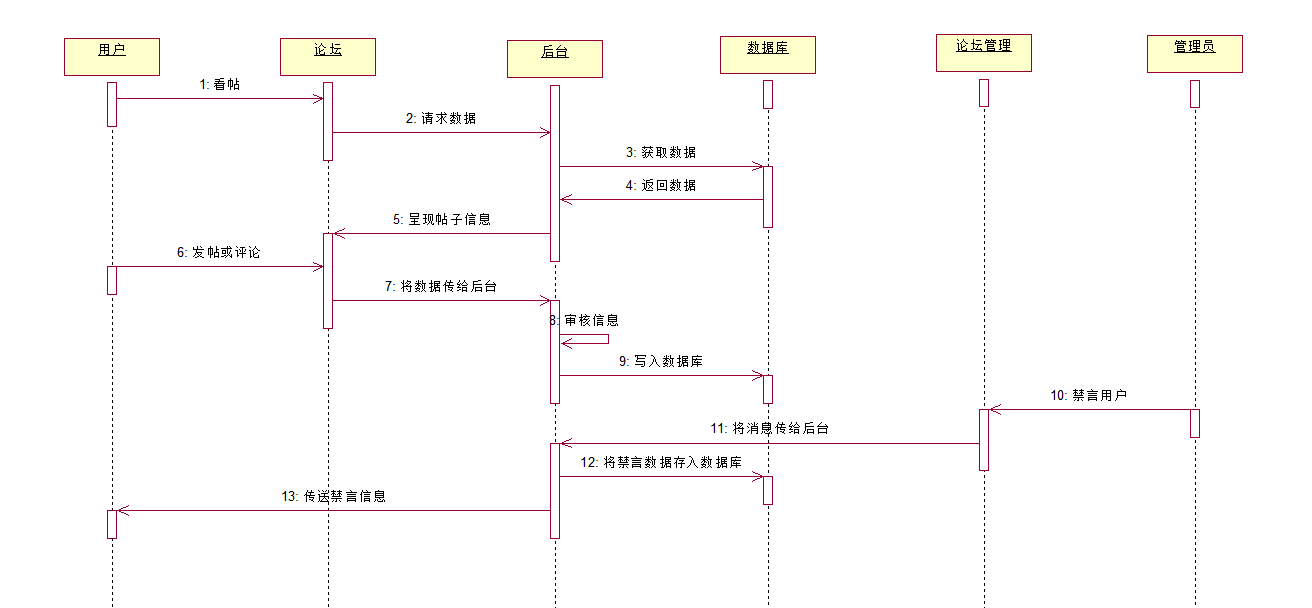 用户
论坛
后台
数据库
论坛管理
管理员
1: 看帖
2: 请求数据
3: 获取数据
4: 返回数据
5: 呈现帖子信息
6: 发帖或评论
7: 将数据传给后台
8: 审核信息
9: 写入数据库
10: 禁言用户
11: 将消息传给后台
12: 将禁言数据存入数据库
13: 传送禁言信息